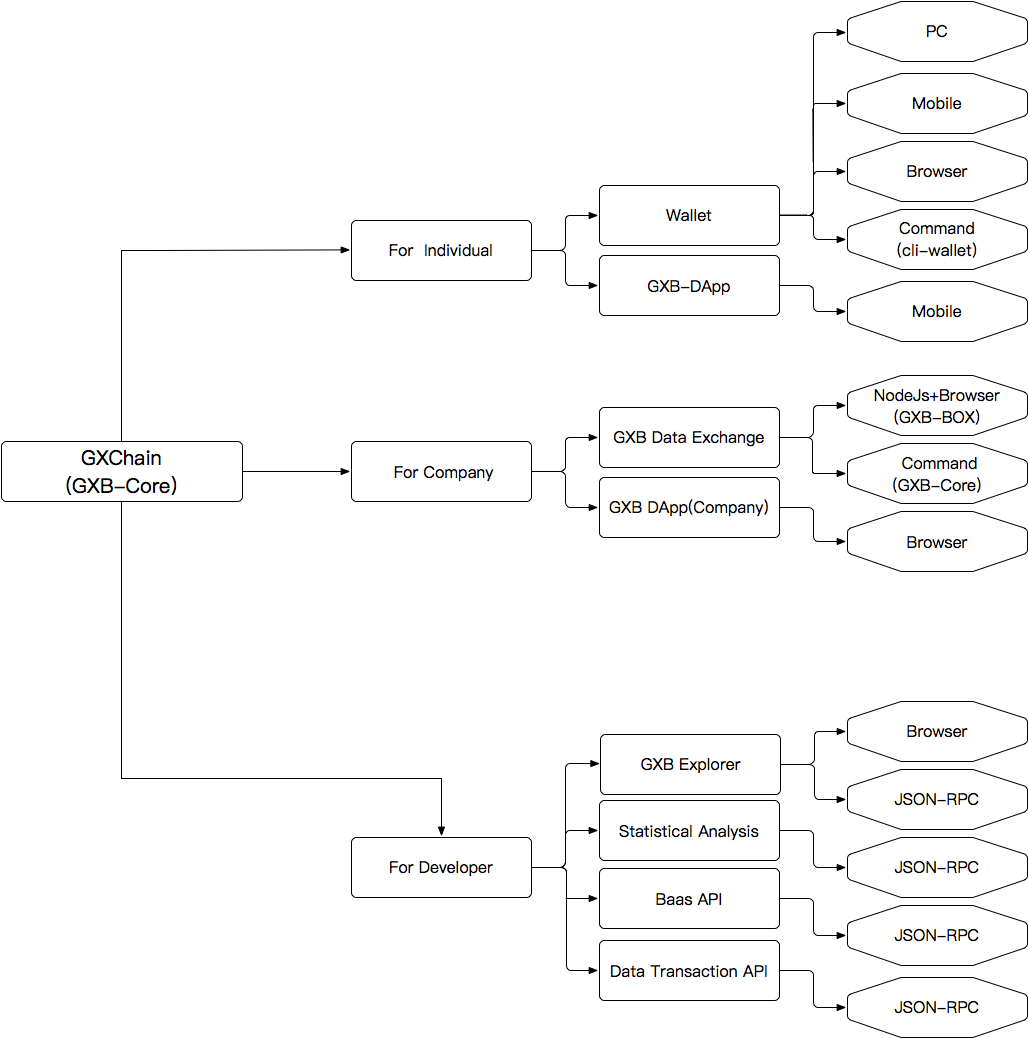 PC
Mobile
Browser
Wallet
Command
(cli-wallet)
For Individual
GXB-DApp
Mobile
NodeJs+Browser
(GXB-BOX)
GXB Data Exchange
GXChain
(GXB-Core)
For Company
Command
(GXB-Core)
GXB DApp(Company)
Browser
Browser
GXB Explorer
JSON-RPC
Statistical Analysis
For Developer
JSON-RPC
Baas API
JSON-RPC
Data Transaction API
JSON-RPC